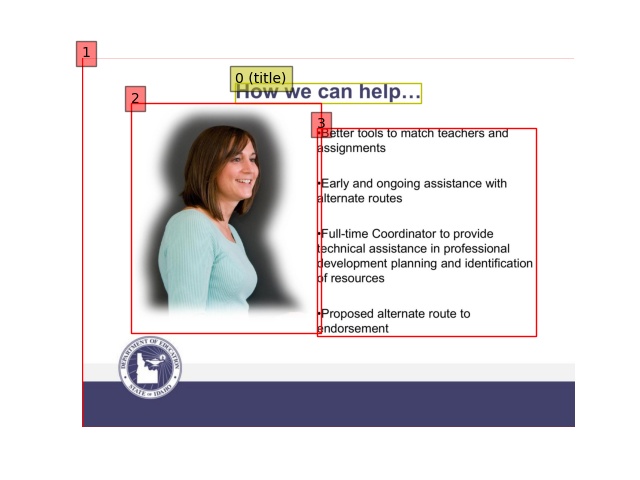 1
0 (title)
How we can help…
2
3
•Better tools to match teachers and
assignments
•Early and ongoing assistance with
alternate routes
•Full-time Coordinator to provide
technical assistance in professional
development planning and identification
of resources
•Proposed alternate route to
endorsement
DEPARTMENT OF EDUCATION
STATE OF IDAHO